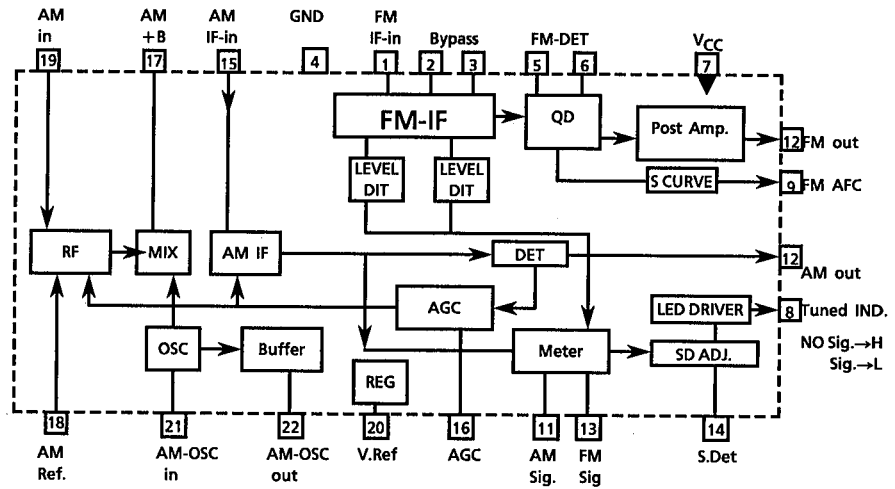 AM
in
AM
+B
AM
IF-in
GND
FM
IF-in
Bypass
FM-DET
VCC
19
17
15
4
1
2
3
5
6
7
FM-IF
QD
Post Amp.
12 FM out
LEVEL
DIT
LEVEL
DIT
S CURVE
9 FM AFC
RF
MIX
AM IF
DET
12
AM out
AGC
LED DRIVER
8 Tuned IND.
OSC
Buffer
Meter
SD ADJ.
NO Sig.→H
Sig.→L
REG
18
21
22
20
16
11
13
14
AM
Ref.
AM-OSC
in
AM-OSC
out
V.Ref
AGC
AM
Sig.
FM
Sig
S.Det